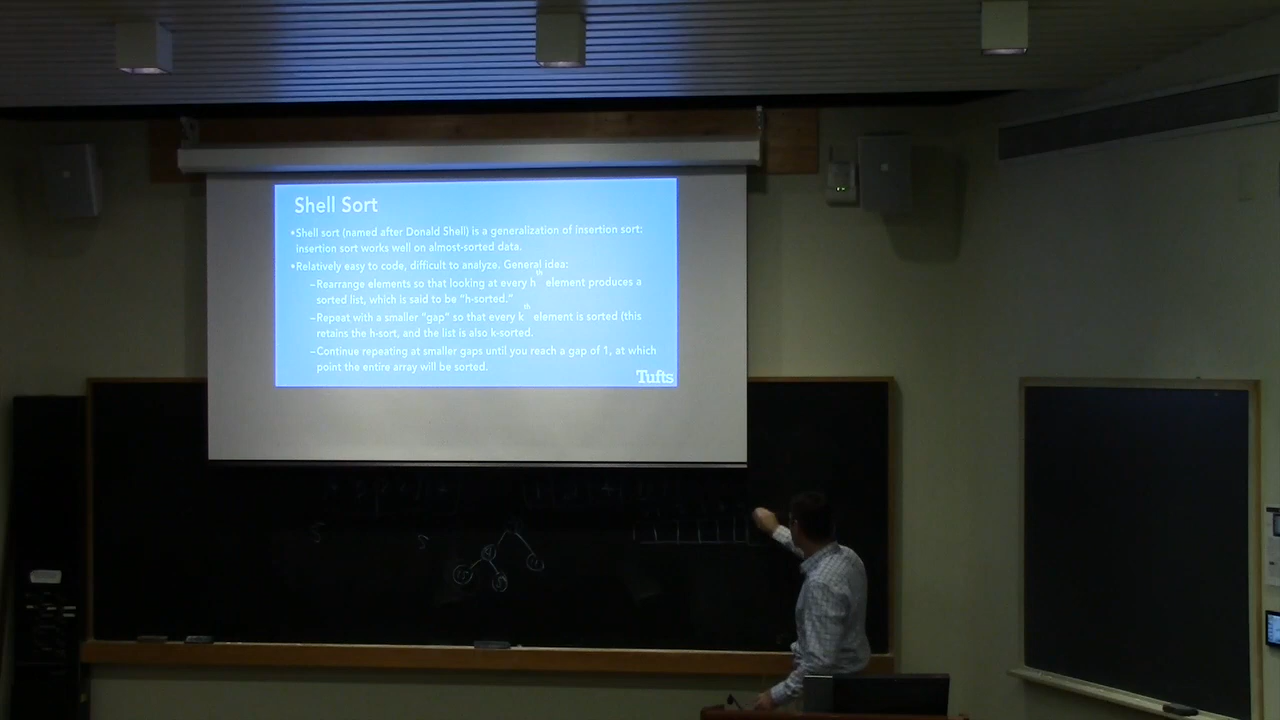 Shell Sort
•Shell sort (named after Donald Shell) is a generalization of insertion sort:
insertion sort works well on almost-sorted data.
•Relatively easy to code, difficult to analyze. General Idea:
–Rearrange elements so that looking at every h th element produces a
sorted list, which is said to be "h-sorted."
–Repeat with a smaller "gap" so that every k th element is sorted (this
retains the h-sort, and the list is also k-sorted.
–Continue repeating at smaller gaps until you reach a gap of 1, at which
point the entire array will be sorted.
Tufts
5
5